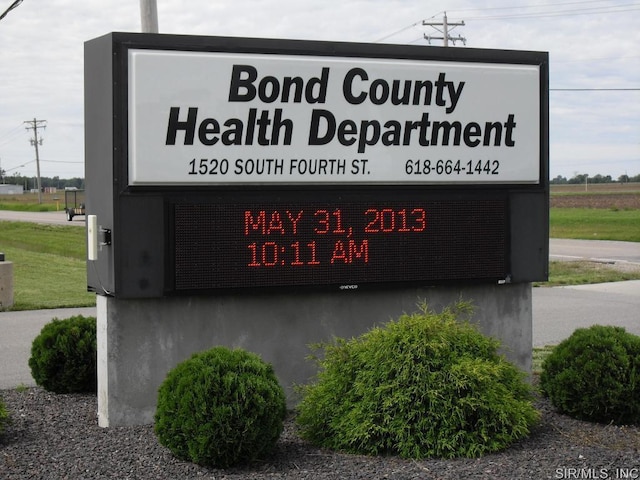 Bond County
Health Department
1520 SOUTH FOURTH ST. 618-664-1442
MAY 31, 2013
10:11 AM
SIR/MLS, INC